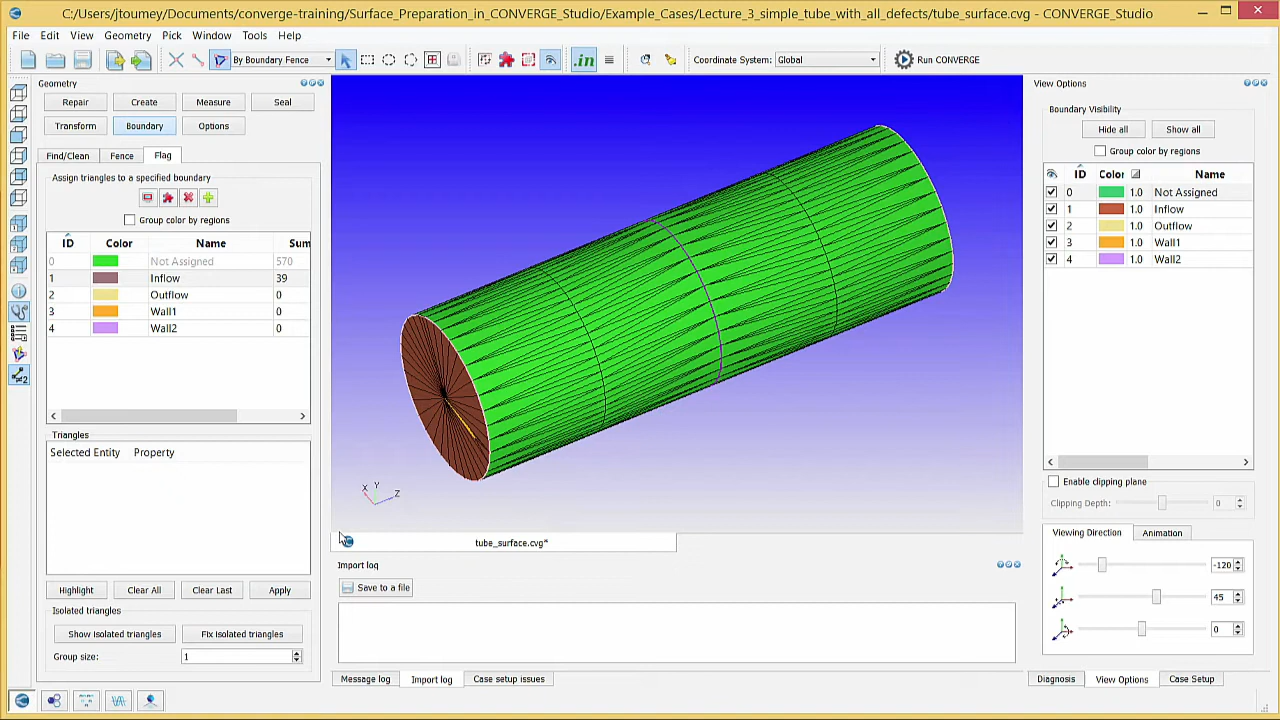 C:/Users/jtoumey/Documents/converge-training/Surface_Preparation_in_CONVERGE_Studio/Example_Cases/Lecture_3_simple_tube_with_all_defects/tube_surface.cvg - CONVERGE_Studio
File Edit View Geometry Pick Window Tools Help
By Boundary Fence .in Coordinate System: Global Run CONVERGE
Geometry
Repair Create Measure Seal
Transform Boundary Options
Find/Clean Fence Flag
Assign triangles to a specified boundary
Group color by regions
ID Color Name Sum
0 Not Assigned 570
1 Inflow 39
2 Outflow 0
3 Wall1 0
4 Wall2 0
Triangles
Selected Entity Property
Highlight Clear All Clear Last Apply
Isolated triangles
Show isolated triangles Fix isolated triangles
Group size: 1
X Y Z
tube_surface.cvg*
Import log
Save to a file
Message log Import log Case setup issues
View Options
Boundary Visibility
Hide all Show all
Group color by regions
ID Color Name
0 1.0 Not Assigned
1 1.0 Inflow
2 1.0 Outflow
3 1.0 Wall1
4 1.0 Wall2
Enable clipping plane
Clipping Depth: 0
Viewing Direction Animation
-120
45
0
Diagnosis View Options Case Setup